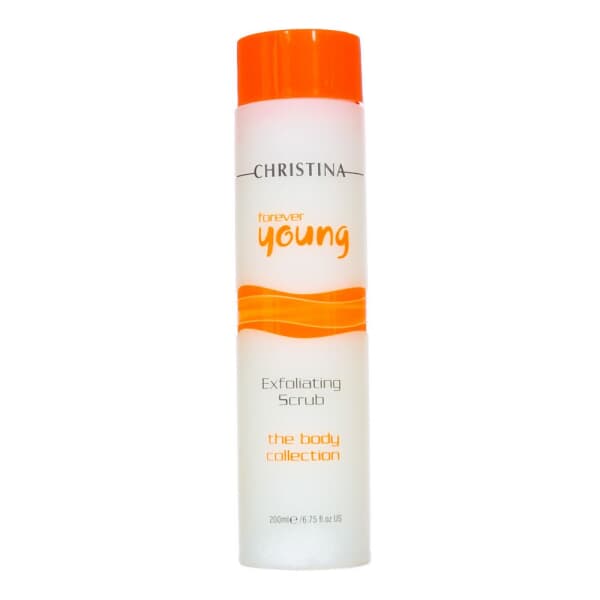 CHRISTINA
forever
young
Exfoliating
Scrub
the body
collection
200ml℮/6.75 fl.oz US